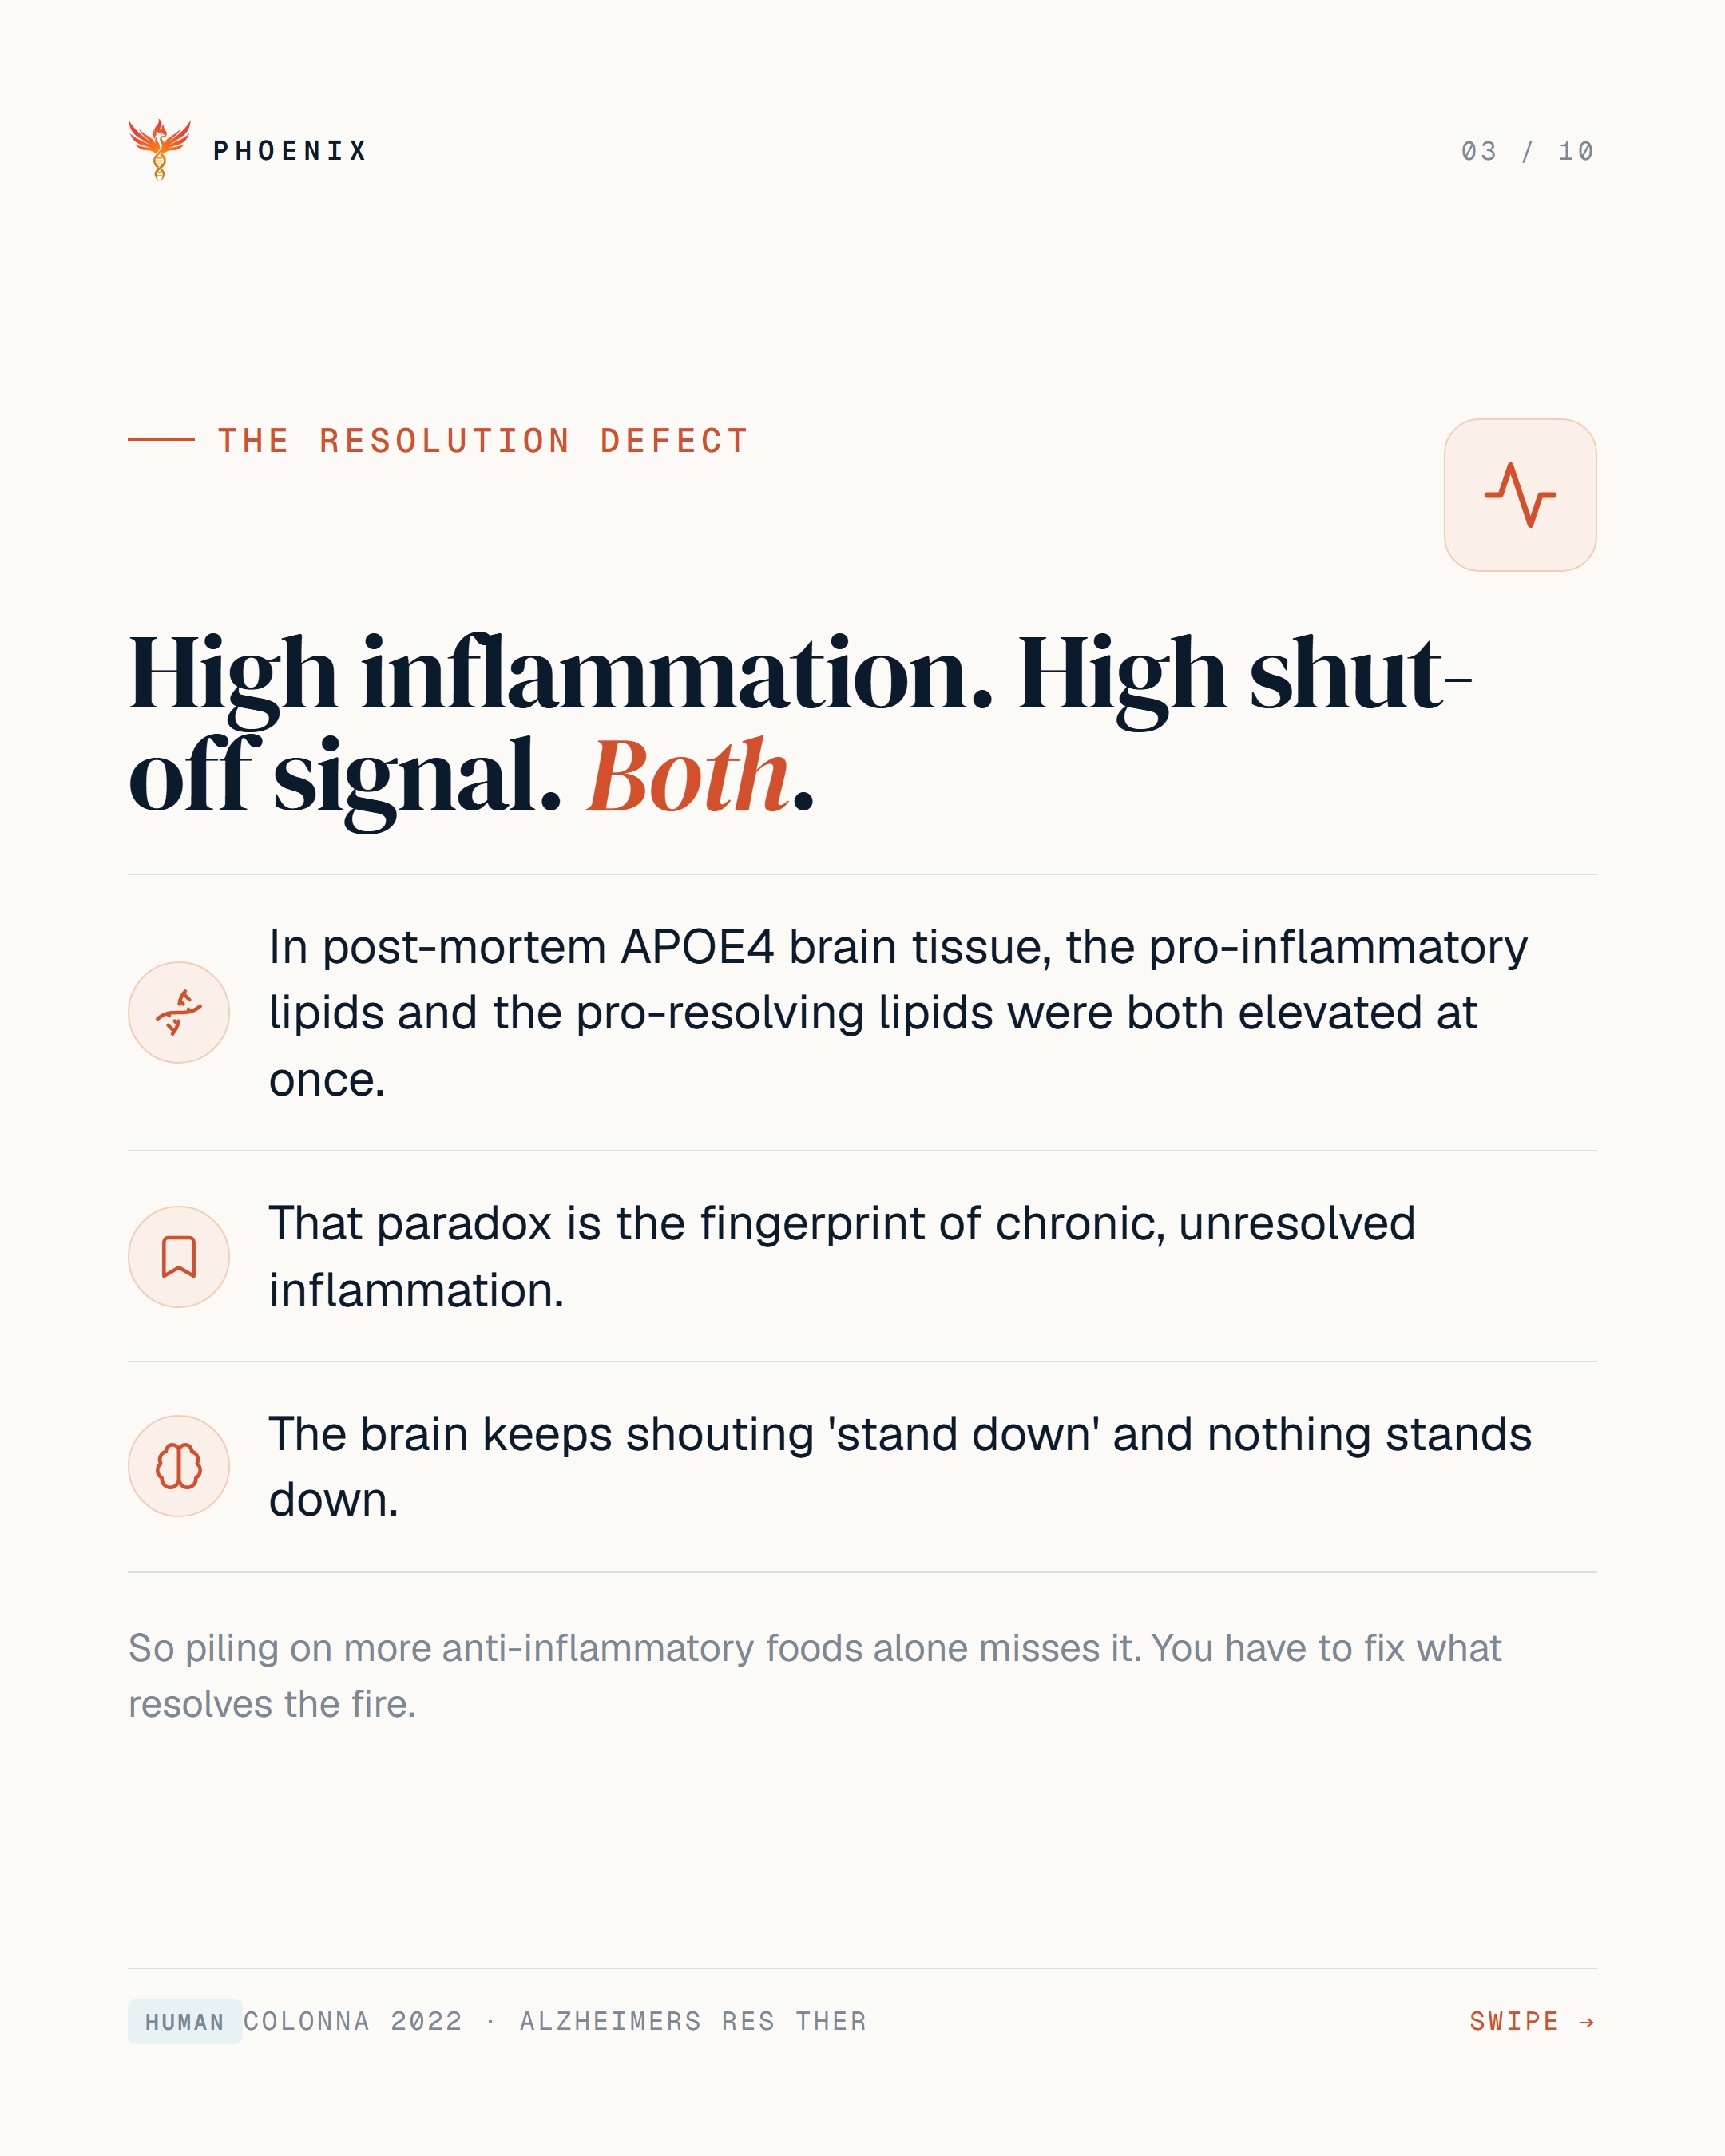 PHOENIX
03 / 10
THE RESOLUTION DEFECT
High inflammation. High shut-
off signal. Both.
In post-mortem APOE4 brain tissue, the pro-inflammatory
lipids and the pro-resolving lipids were both elevated at
once.
That paradox is the fingerprint of chronic, unresolved
inflammation.
The brain keeps shouting 'stand down' and nothing stands
down.
So piling on more anti-inflammatory foods alone misses it. You have to fix what
resolves the fire.
HUMAN COLONNA 2022 · ALZHEIMERS RES THER
SWIPE →